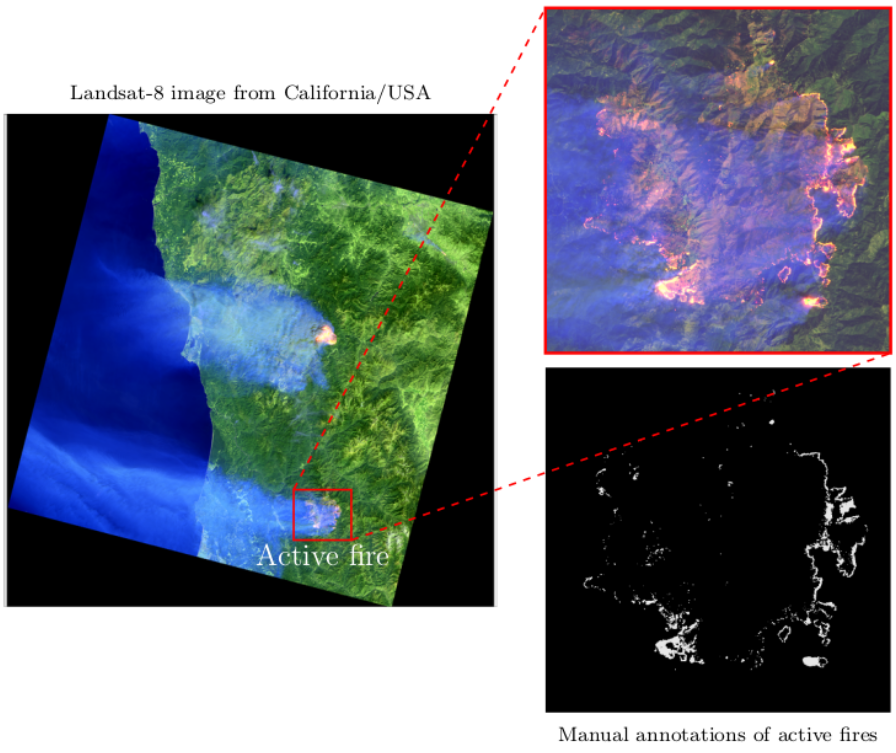 Landsat-8 image from California/USA
Active fire
Manual annotations of active fires